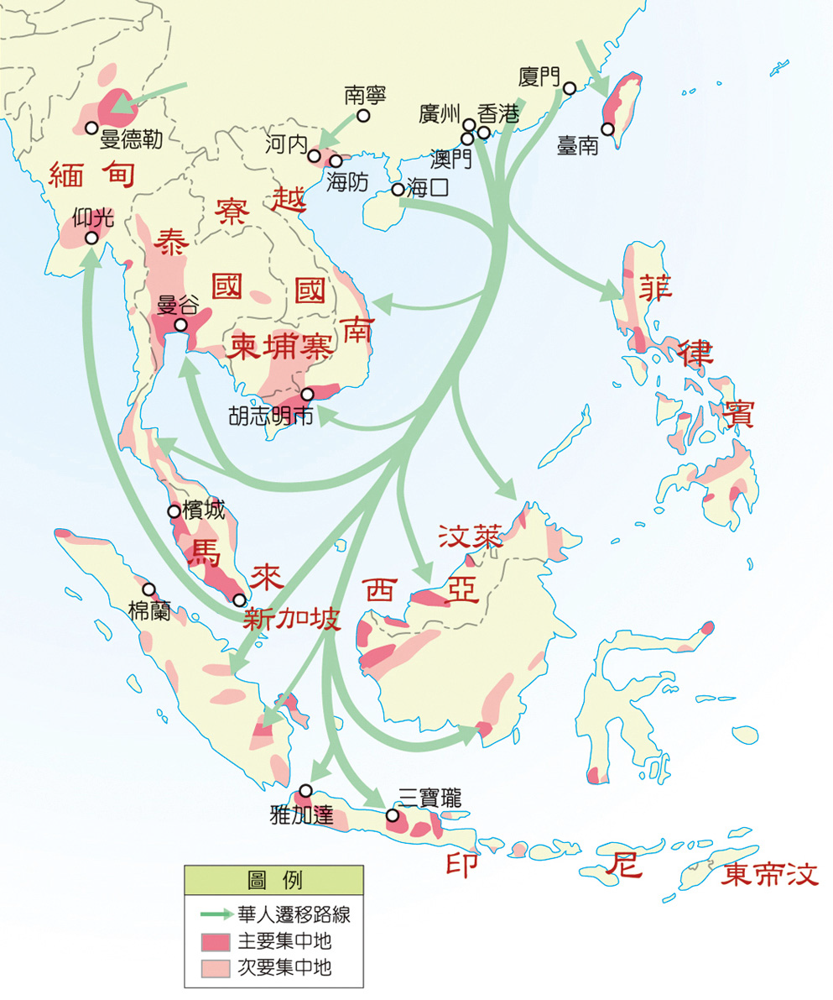 廈門
南寧
廣州
香港
曼德勒
河內
澳門
臺南
緬甸
海防
海口
仰光
寮國
越南
泰國
菲律賓
曼谷
柬埔寨
胡志明市
檳城
汶萊
馬來西亞
棉蘭
新加坡
三寶瓏
雅加達
印尼
東帝汶
圖例
華人遷移路線
主要集中地
次要集中地